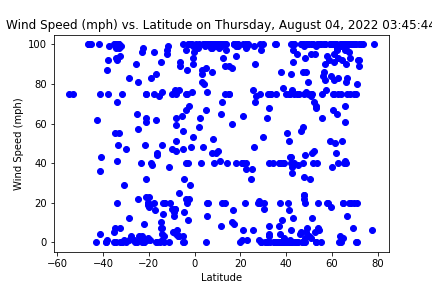 Wind Speed (mph) vs. Latitude on Thursday, August 04, 2022 03:45:44
100
80
60
40
20
0
Wind Speed (mph)
−60 −40 −20 0 20 40 60 80
Latitude